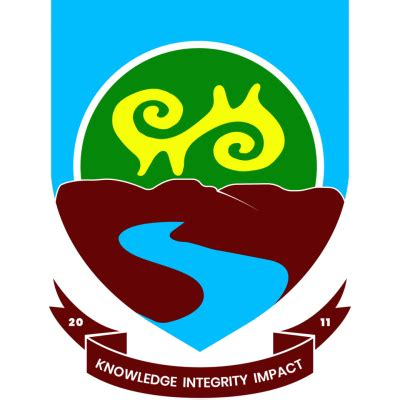 20 11
KNOWLEDGE INTEGRITY IMPACT